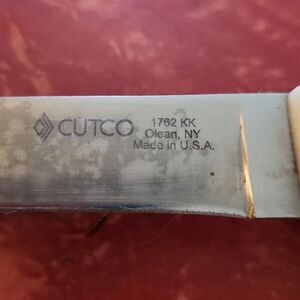 CUTCO
1762 KK
Olean, NY
Made in U.S.A.